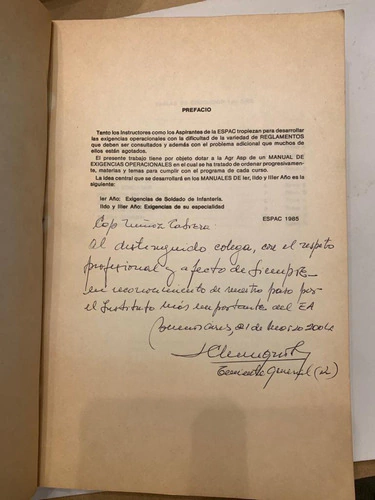 PREFACIO
Tanto los Instructores como los Aspirantes de la ESPAC tropiezan para desarrollar
las exigencias operacionales con la dificultad de la variedad de REGLAMENTOS
que deben ser consultados y además con el problema adicional que muchos de
ellos están agotados.
El presente trabajo tiene por objeto dotar a la Agr Asp de un MANUAL DE
EXIGENCIAS OPERACIONALES en el cual se ha tratado de ordenar progresivamen-
te, materias y temas para cumplir con el programa de cada curso.
La idea central que se desarrollará en los MANUALES DE Ier, IIdo y IIIer Año es la
siguiente:
Ier Año: Exigencias de Soldado de Infantería.
IIdo y IIIer Año: Exigencias de su especialidad
ESPAC 1985
Cap Muñoz Cabrera
Al distinguido colega, con el respeto
profesional y afecto de siempre
en reconocimiento de nuestro paso por
el Instituto más importante del EA
Buenos Aires, 21 de Marzo 2004
Teniente General (R)